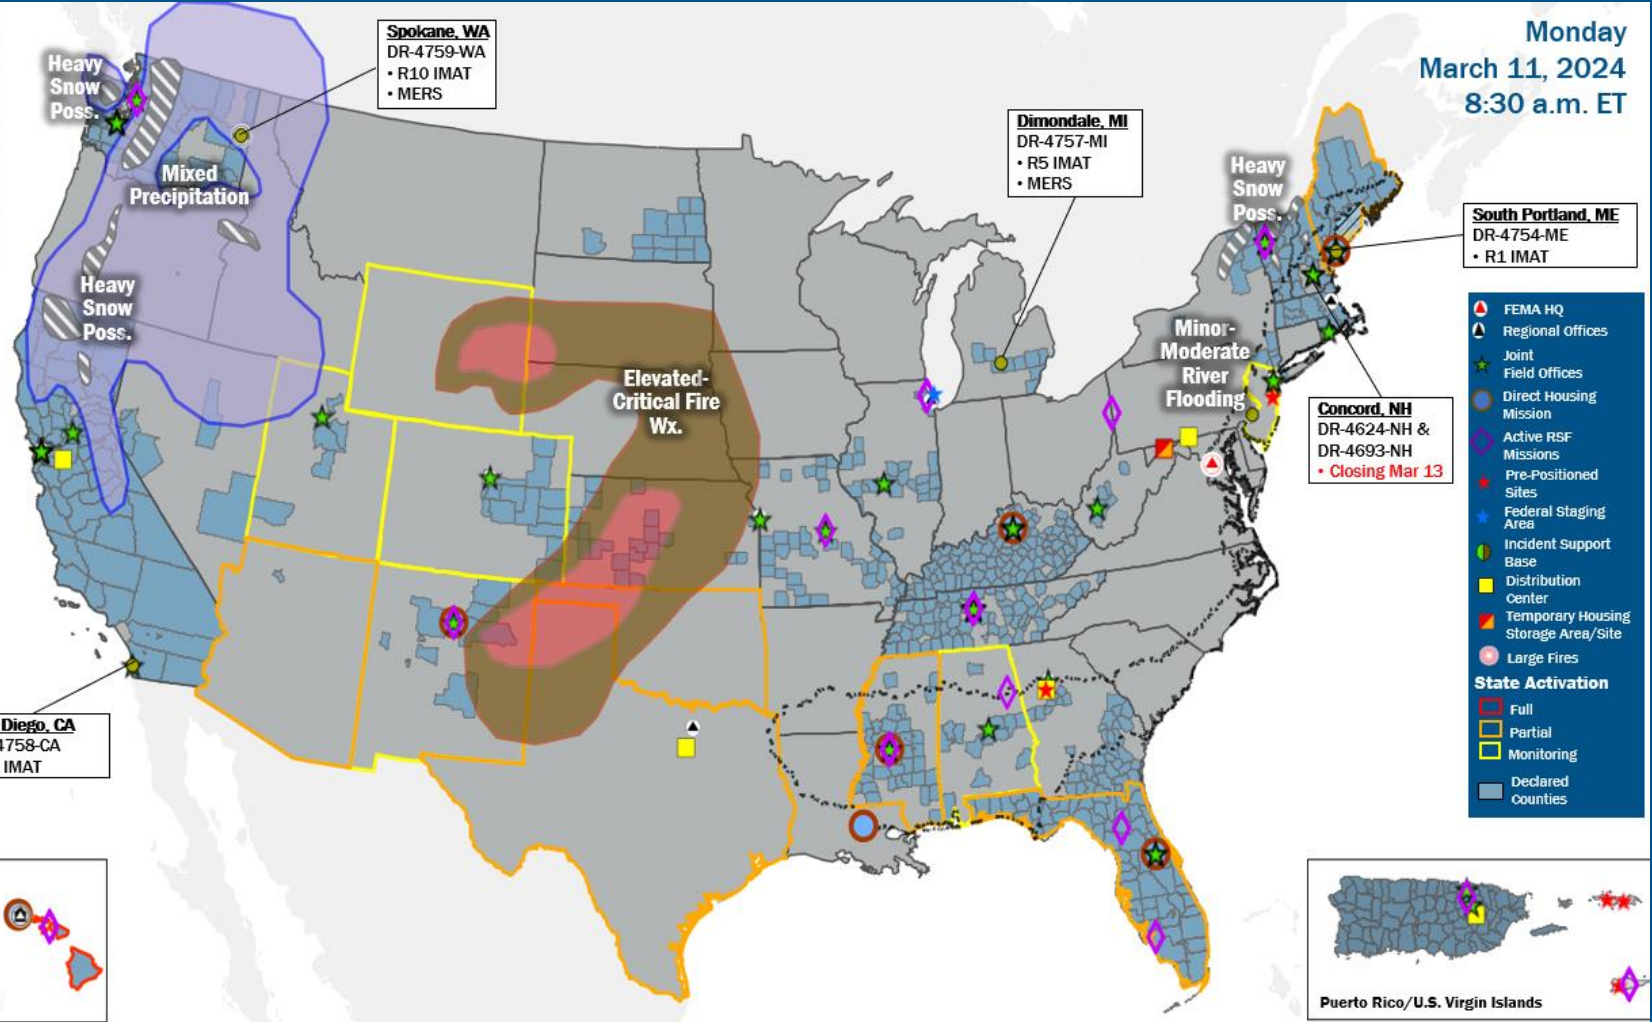 Monday
March 11, 2024
8:30 a.m. ET
Spokane, WA
DR-4759-WA
• R10 IMAT
• MERS
Heavy
Snow
Poss.
Mixed
Precipitation
Heavy
Snow
Poss.
Dimondale, MI
DR-4757-MI
• R5 IMAT
• MERS
Heavy
Snow
Poss.
South Portland, ME
DR-4754-ME
• R1 IMAT
Minor-
Moderate
River
Flooding
Elevated-
Critical Fire
Wx.
Concord, NH
DR-4624-NH &
DR-4693-NH
• Closing Mar 13
Diego, CA
4758-CA
IMAT
FEMA HQ
Regional Offices
Joint
Field Offices
Direct Housing
Mission
Active RSF
Missions
Pre-Positioned
Sites
Federal Staging
Area
Incident Support
Base
Distribution
Center
Temporary Housing
Storage Area/Site
Large Fires
State Activation
Full
Partial
Monitoring
Declared
Counties
Puerto Rico/U.S. Virgin Islands